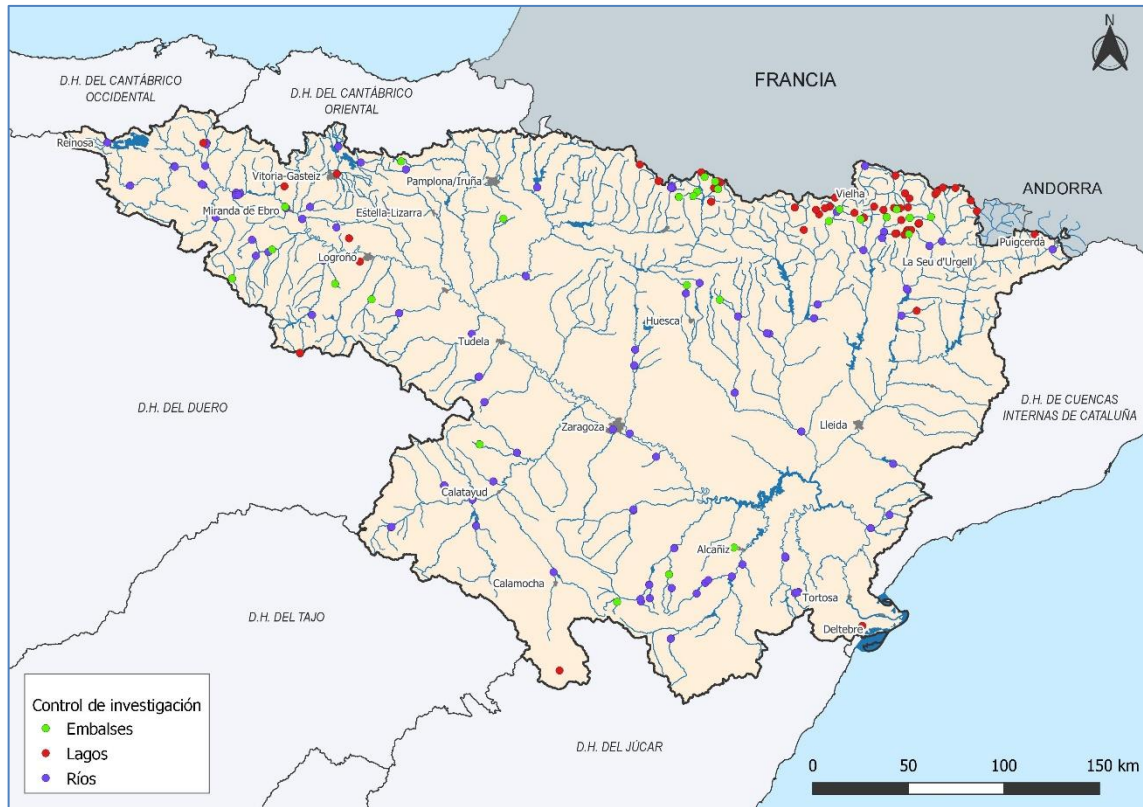 N
FRANCIA
D.H. DEL CANTÁBRICO
OCCIDENTAL
D.H. DEL CANTÁBRICO
ORIENTAL
Reinosa
Vitoria-Gasteiz
Pamplona/Iruña
Vielha
ANDORRA
Miranda de Ebro
Estella-Lizarra
Puigcerdà
Logroño
La Seu d'Urgell
Huesca
Tudela
D.H. DEL DUERO
D.H. DE CUENCAS
INTERNAS DE CATALUÑA
Zaragoza
Lleida
Calatayud
Alcañiz
Calamocha
Tortosa
D.H. DEL TAJO
Deltebre
Control de investigación
Embalses
Lagos
Ríos
D.H. DEL JÚCAR
0 50 100 150 km